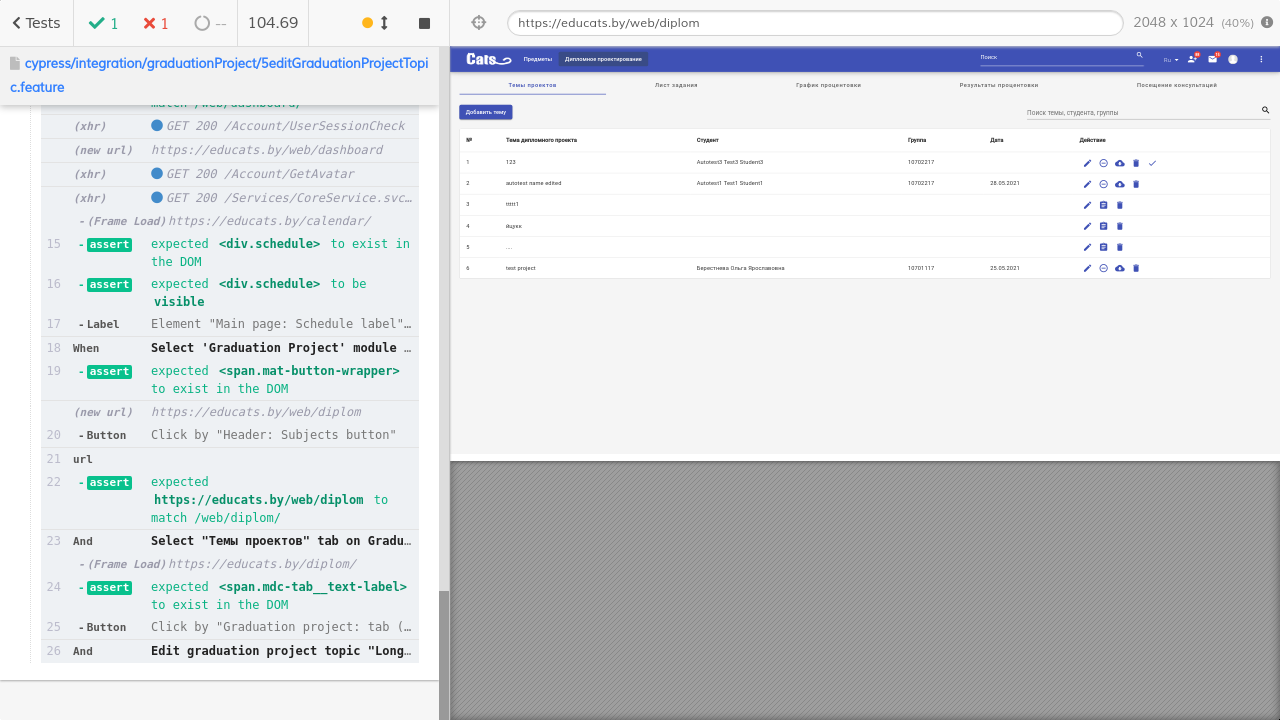 Tests
1
1
--
104.69
https://educats.by/web/diplom
2048 x 1024 (40%)
cypress/integration/graduationProject/5editGraduationProjectTopi
c.feature
match /web/dashboard/
(xhr) GET 200 /Account/UserSessionCheck
(new url) https://educats.by/web/dashboard
(xhr) GET 200 /Account/GetAvatar
(xhr) GET 200 /Services/CoreService.svc…
-(Frame Load) https://educats.by/calendar/
15 -assert expected <div.schedule> to exist in
the DOM
16 -assert expected <div.schedule> to be
visible
17 -Label Element "Main page: Schedule label"…
18 When Select 'Graduation Project' module …
19 -assert expected <span.mat-button-wrapper>
to exist in the DOM
(new url) https://educats.by/web/diplom
20 -Button Click by "Header: Subjects button"
21 url
22 -assert expected
https://educats.by/web/diplom to
match /web/diplom/
23 And Select "Темы проектов" tab on Gradu…
-(Frame Load) https://educats.by/diplom/
24 -assert expected <span.mdc-tab__text-label>
to exist in the DOM
25 -Button Click by "Graduation project: tab (…
26 And Edit graduation project topic "Long…
Cats Предметы Дипломное проектирование Поиск Ru
Темы проектов Лист задания График процентовки Результаты процентовки Посещение консультаций
Добавить тему Поиск темы, студента, группы
№ Тема дипломного проекта Студент Группа Дата Действие
1 123 Autotest3 Test3 Student3 10702217
2 autotest name edited Autotest1 Test1 Student1 10702217 28.05.2021
3 ttttt1
4 йцукк
5 ...
6 test project Берестнева Ольга Ярославовна 10701117 25.05.2021